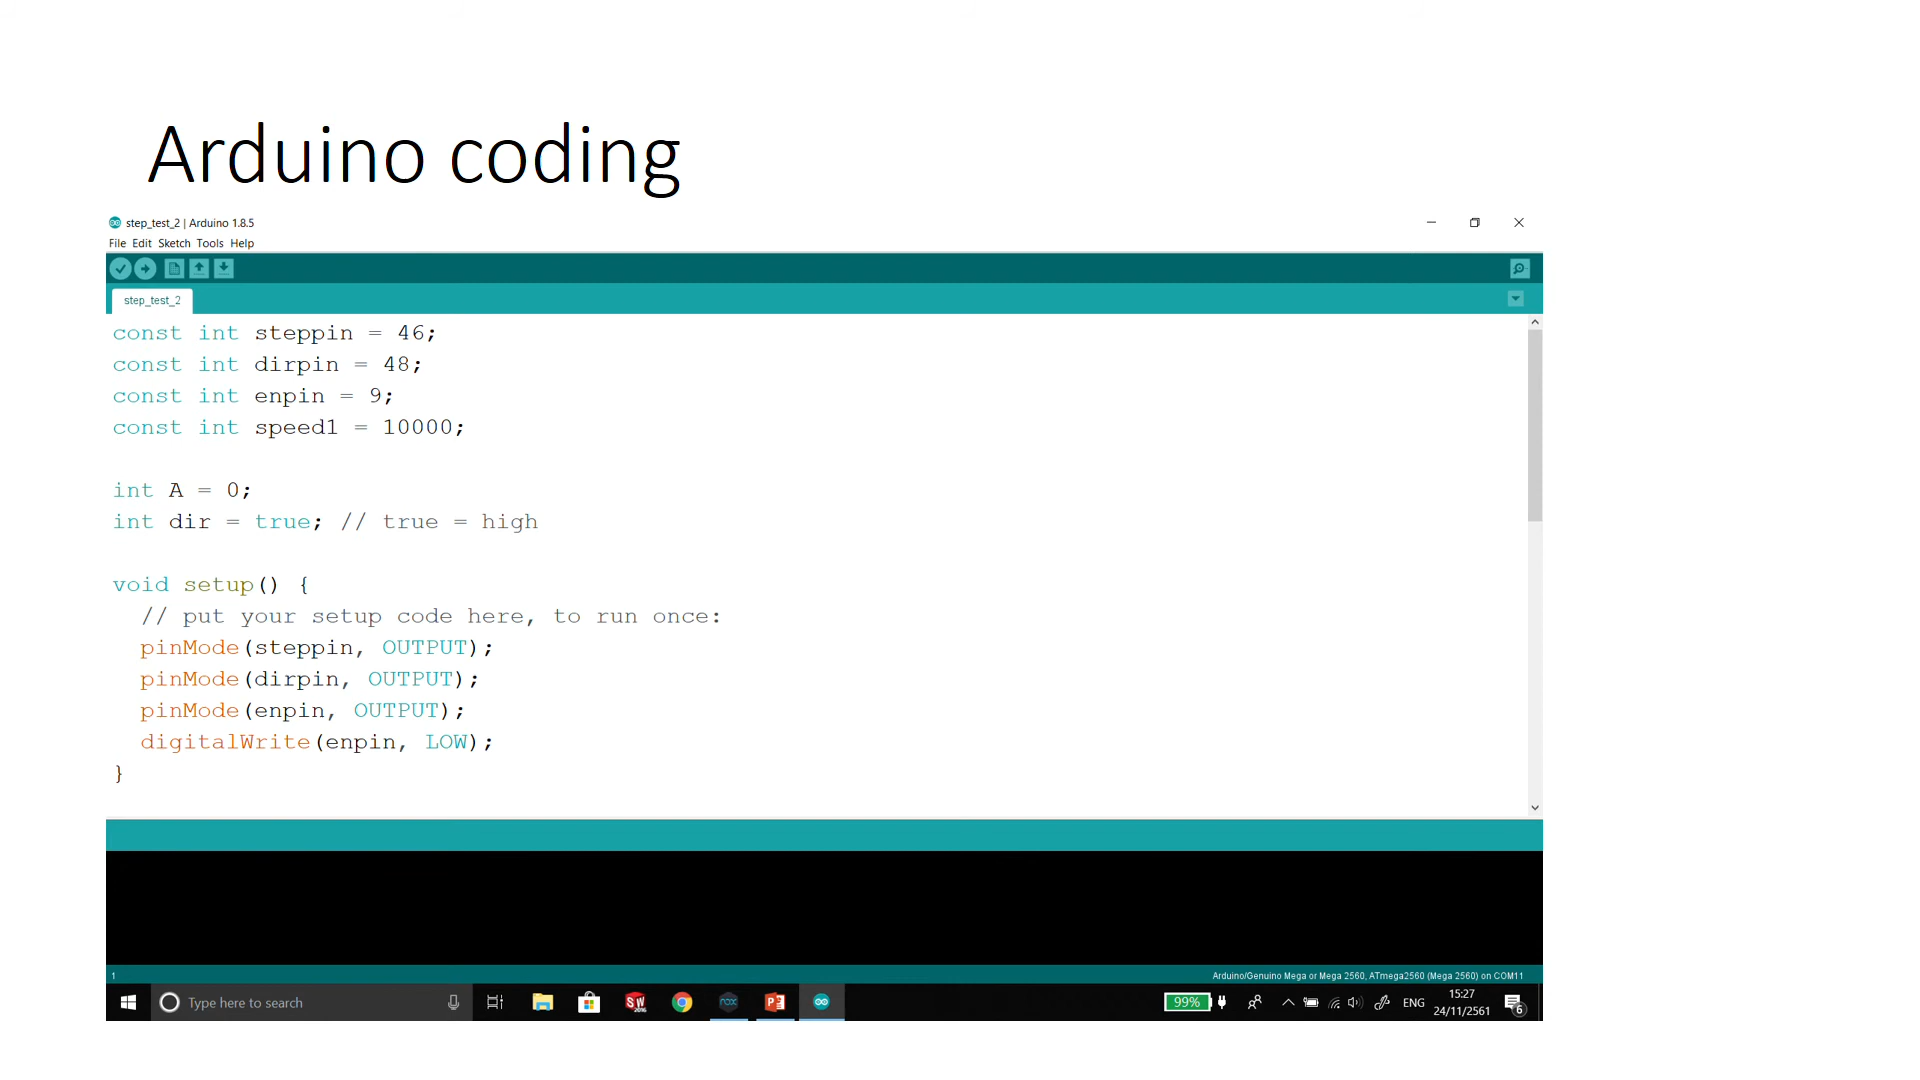 Arduino coding
step_test_2 | Arduino 1.8.5
File Edit Sketch Tools Help
step_test_2
const int steppin = 46;
const int dirpin = 48;
const int enpin = 9;
const int speed1 = 10000;
int A = 0;
int dir = true; // true = high
void setup() {
// put your setup code here, to run once:
pinMode(steppin, OUTPUT);
pinMode(dirpin, OUTPUT);
pinMode(enpin, OUTPUT);
digitalWrite(enpin, LOW);
}
1
Arduino/Genuino Mega or Mega 2560, ATmega2560 (Mega 2560) on COM11
Type here to search
SW
2016
nox
P
99%
ENG
15:27
24/11/2561
6